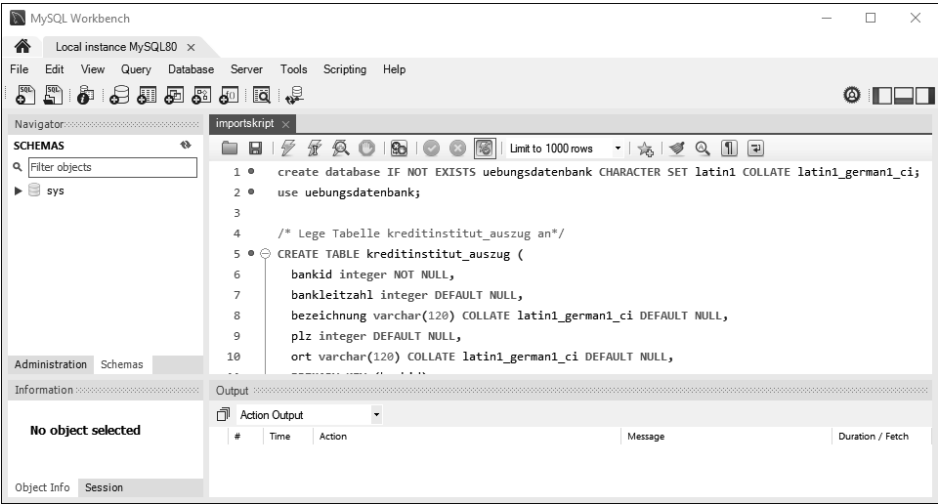 MySQL Workbench
Local instance MySQL80 ×
File Edit View Query Database Server Tools Scripting Help
Navigator
SCHEMAS
Filter objects
sys
Administration Schemas
Information
No object selected
Object Info Session
importskript ×
Limit to 1000 rows
1 create database IF NOT EXISTS uebungsdatenbank CHARACTER SET latin1 COLLATE latin1_german1_ci;
2 use uebungsdatenbank;
3
4 /* Lege Tabelle kreditinstitut_auszug an*/
5 CREATE TABLE kreditinstitut_auszug (
6 bankid integer NOT NULL,
7 bankleitzahl integer DEFAULT NULL,
8 bezeichnung varchar(120) COLLATE latin1_german1_ci DEFAULT NULL,
9 plz integer DEFAULT NULL,
10 ort varchar(120) COLLATE latin1_german1_ci DEFAULT NULL,
Output
Action Output
# Time Action Message Duration / Fetch